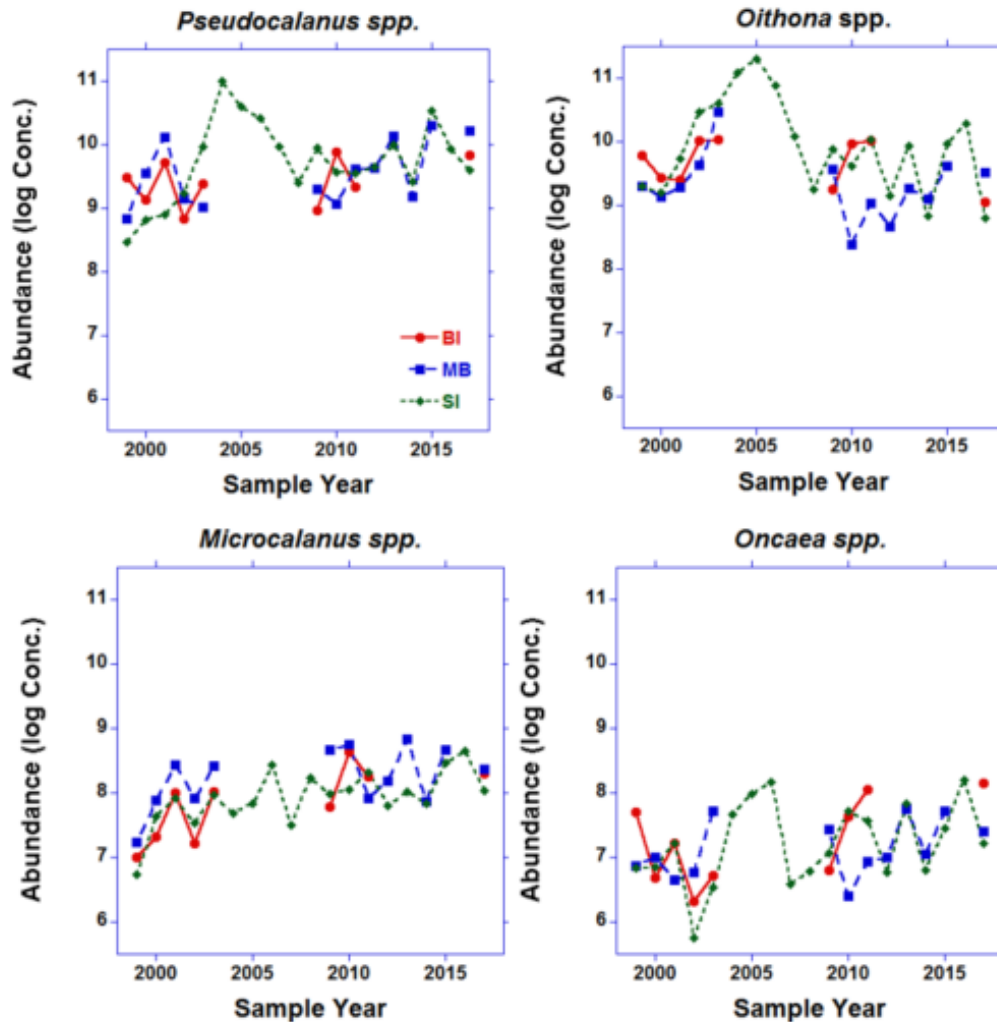 Pseudocalanus spp.
Abundance (log Conc.)
11
10
9
8
7
6
BI
MB
SI
2000 2005 2010 2015
Sample Year
Oithona spp.
Abundance (log Conc.)
11
10
9
8
7
6
2000 2005 2010 2015
Sample Year
Microcalanus spp.
Abundance (log Conc.)
11
10
9
8
7
6
2000 2005 2010 2015
Sample Year
Oncaea spp.
Abundance (log Conc.)
11
10
9
8
7
6
2000 2005 2010 2015
Sample Year